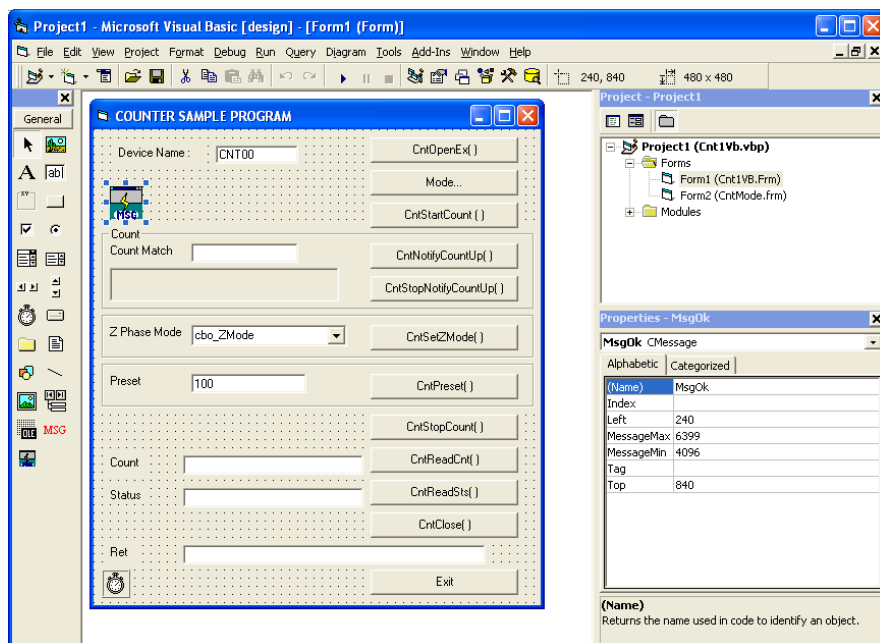 Project1 - Microsoft Visual Basic [design] - [Form1 (Form)]
File Edit View Project Format Debug Run Query Diagram Tools Add-Ins Window Help
240, 840 480 x 480
General
A ab|
XY
OLE MSG
COUNTER SAMPLE PROGRAM
Device Name : CNT00 CntOpenEx( )
Mode...
MSG
CntStartCount ( )
Count
Count Match CntNotifyCountUp( )
CntStopNotifyCountUp( )
Z Phase Mode cbo_ZMode CntSetZMode( )
Preset 100 CntPreset( )
CntStopCount( )
Count CntReadCnt( )
Status CntReadSts( )
CntClose( )
Ret
Exit
Project - Project1
Project1 (Cnt1Vb.vbp)
Forms
Form1 (Cnt1VB.Frm)
Form2 (CntMode.frm)
Modules
Properties - MsgOk
MsgOk CMessage
Alphabetic Categorized
(Name) MsgOk
Index
Left 240
MessageMax 6399
MessageMin 4096
Tag
Top 840
(Name)
Returns the name used in code to identify an object.